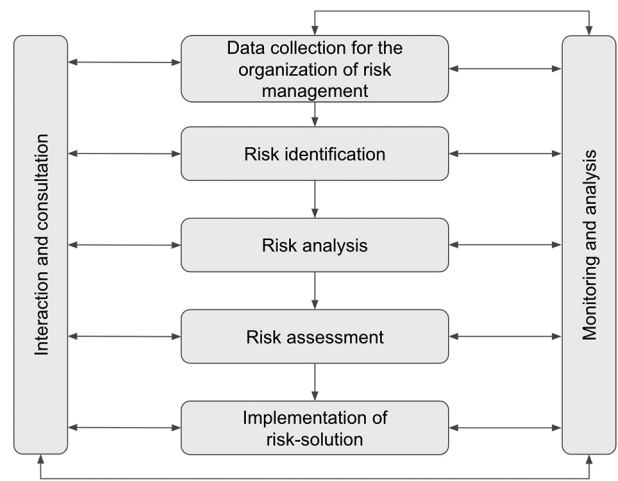 Data collection for the
organization of risk
management
Interaction and consultation
Risk identification
Monitoring and analysis
Risk analysis
Risk assessment
Implementation of
risk-solution